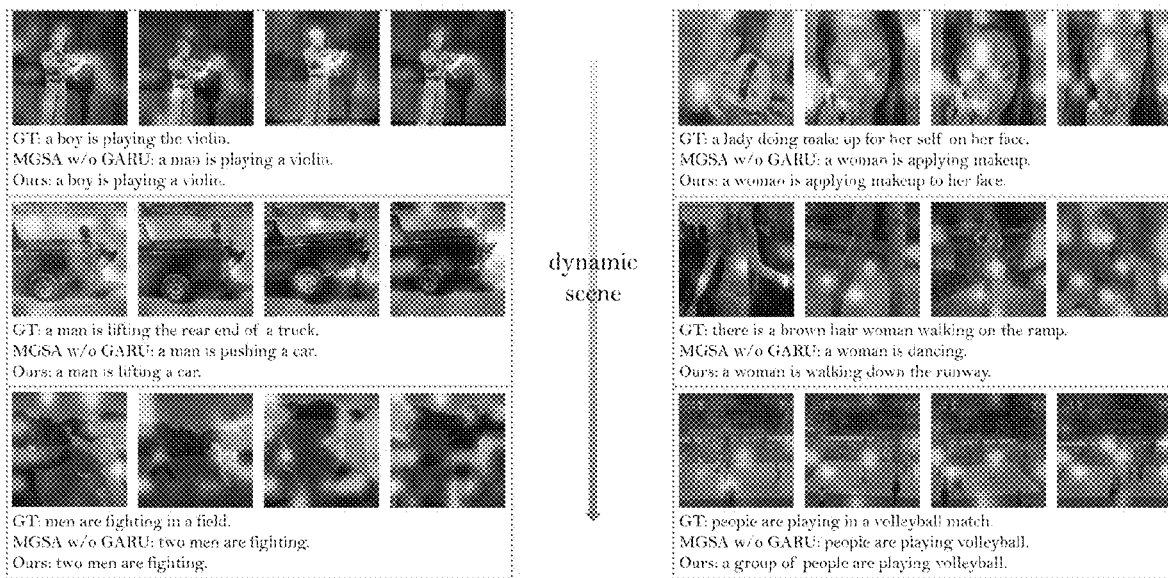 GT: a boy is playing the violin.
MGSA w/o GARU: a man is playing a violin.
Ours: a boy is playing a violin.
GT: a man is lifting the rear end of a truck.
MGSA w/o GARU: a man is pushing a car.
Ours: a man is lifting a car.
GT: men are fighting in a field.
MGSA w/o GARU: two men are fighting.
Ours: two men are fighting.
dynamic
scene
GT: a lady doing make up for her self on her face.
MGSA w/o GARU: a woman is applying makeup.
Ours: a woman is applying makeup to her face.
GT: there is a brown hair woman walking on the ramp.
MGSA w/o GARU: a woman is dancing.
Ours: a woman is walking down the runway.
GT: people are playing in a volleyball match.
MGSA w/o GARU: people are playing volleyball.
Ours: a group of people are playing volleyball.